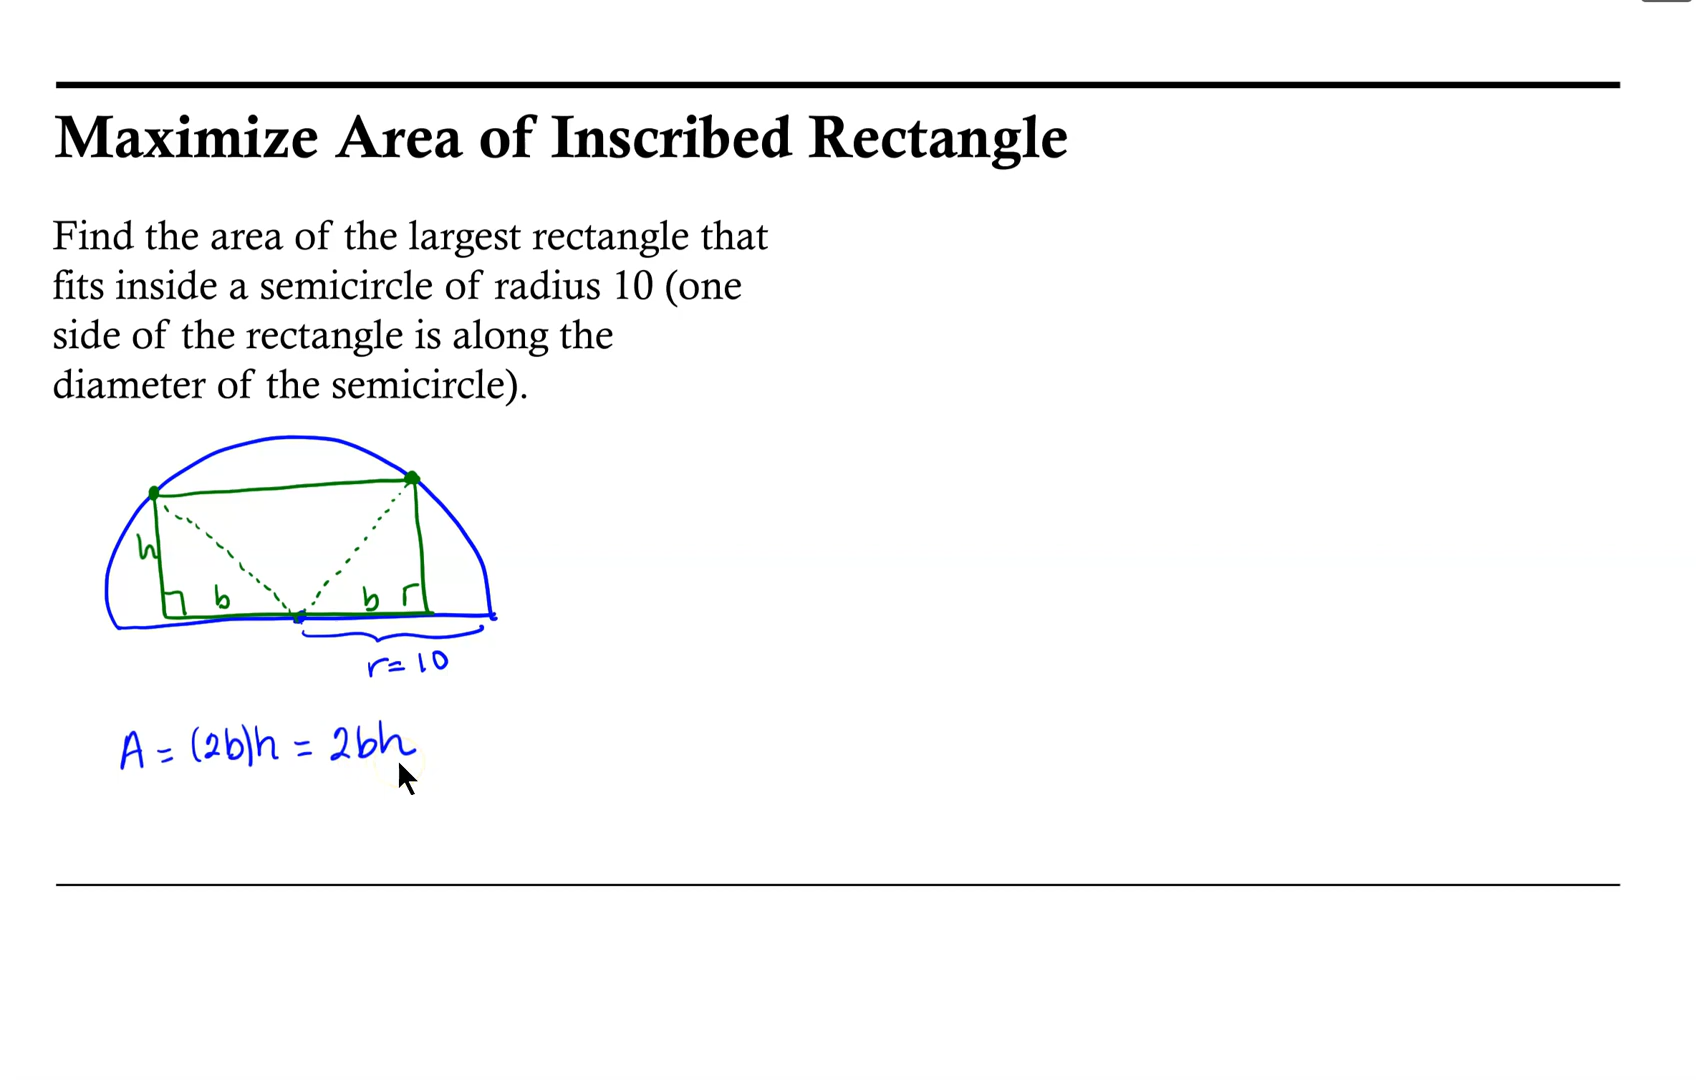 Maximize Area of Inscribed Rectangle
Find the area of the largest rectangle that
fits inside a semicircle of radius 10 (one
side of the rectangle is along the
diameter of the semicircle).
h
b
b
r = 10
A = (2b)h = 2bh